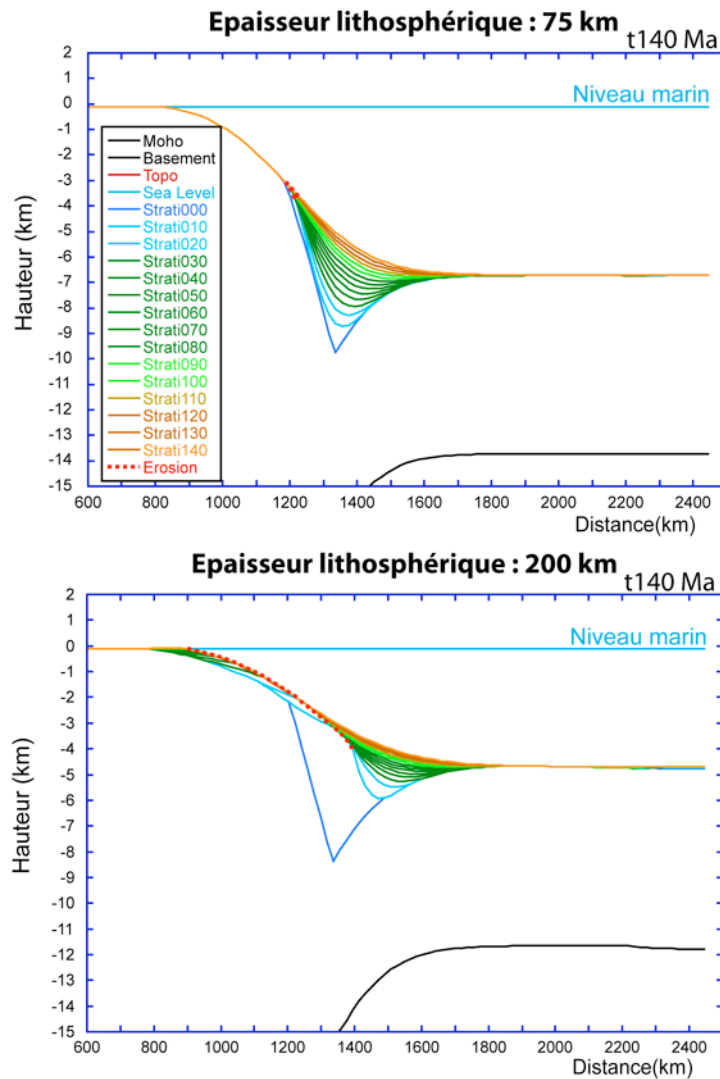 Epaisseur lithosphérique : 75 km
t140 Ma
2
1
0
-1
-2
-3
-4
-5
-6
-7
-8
-9
-10
-11
-12
-13
-14
-15
Hauteur (km)
Niveau marin
Moho
Basement
Topo
Sea Level
Strati000
Strati010
Strati020
Strati030
Strati040
Strati050
Strati060
Strati070
Strati080
Strati090
Strati100
Strati110
Strati120
Strati130
Strati140
Erosion
600 800 1000 1200 1400 1600 1800 2000 2200 2400
Distance(km)
Epaisseur lithosphérique : 200 km
t140 Ma
2
1
0
-1
-2
-3
-4
-5
-6
-7
-8
-9
-10
-11
-12
-13
-14
-15
Hauteur (km)
Niveau marin
600 800 1000 1200 1400 1600 1800 2000 2200 2400
Distance(km)